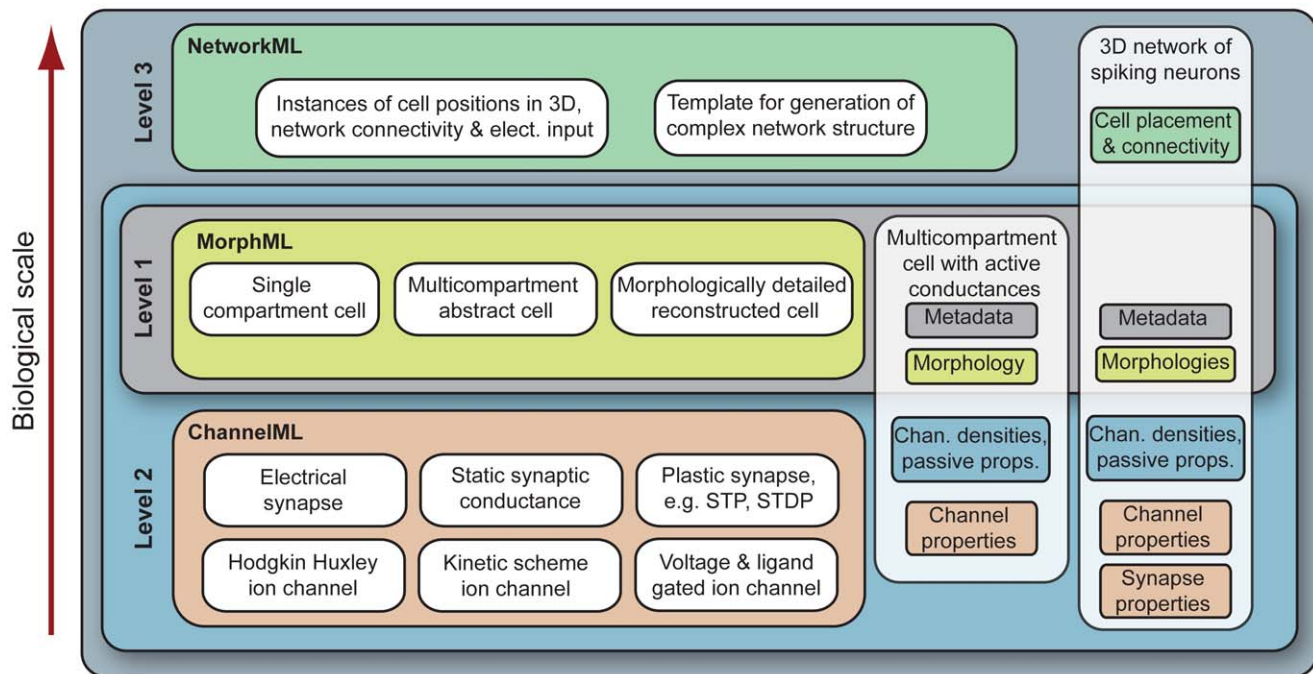 Biological scale
Level 3
NetworkML
Instances of cell positions in 3D,
network connectivity & elect. input
Template for generation of
complex network structure
3D network of
spiking neurons
Cell placement
& connectivity
Level 1
MorphML
Single
compartment cell
Multicompartment
abstract cell
Morphologically detailed
reconstructed cell
Multicompartment
cell with active
conductances
Metadata
Morphology
Metadata
Morphologies
Level 2
ChannelML
Electrical
synapse
Static synaptic
conductance
Plastic synapse,
e.g. STP, STDP
Hodgkin Huxley
ion channel
Kinetic scheme
ion channel
Voltage & ligand
gated ion channel
Chan. densities,
passive props.
Channel
properties
Chan. densities,
passive props.
Channel
properties
Synapse
properties